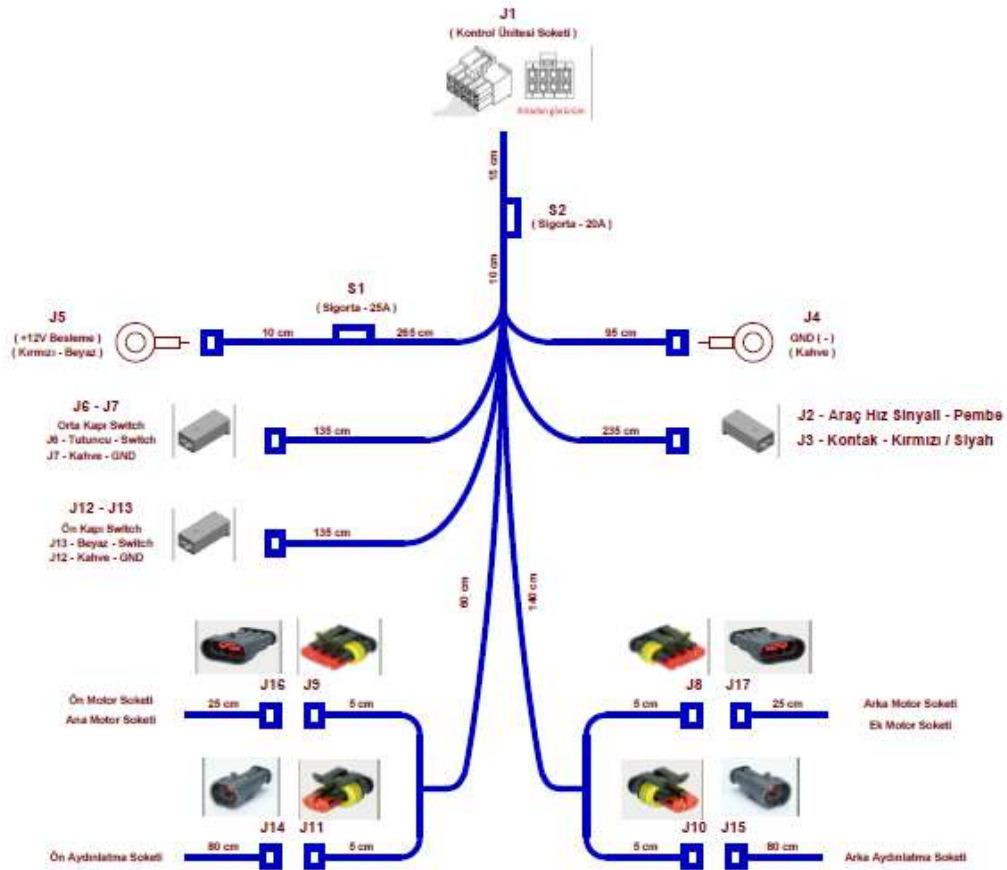 J1
( Kontrol Ünitesi Soketi )
Arkadan görünüm
15 cm
S2
( Sigorta - 20A )
10 cm
S1
( Sigorta - 25A )
J5
( +12V Besleme )
( Kırmızı - Beyaz )
10 cm
265 cm
95 cm
J4
GND ( - )
( Kahve )
J6 - J7
Orta Kapı Switch
J6 - Tutuncu - Switch
J7 - Kahve - GND
135 cm
235 cm
J2 - Araç Hız Sinyali - Pembe
J3 - Kontak - Kırmızı / Siyah
J12 - J13
Ön Kapı Switch
J13 - Beyaz - Switch
J12 - Kahve - GND
135 cm
60 cm
140 cm
J16 J9
J8 J17
Ön Motor Soketi
Ana Motor Soketi
25 cm
5 cm
5 cm
25 cm
Arka Motor Soketi
Ek Motor Soketi
J14 J11
J10 J15
Ön Aydınlatma Soketi
80 cm
5 cm
5 cm
80 cm
Arka Aydınlatma Soketi